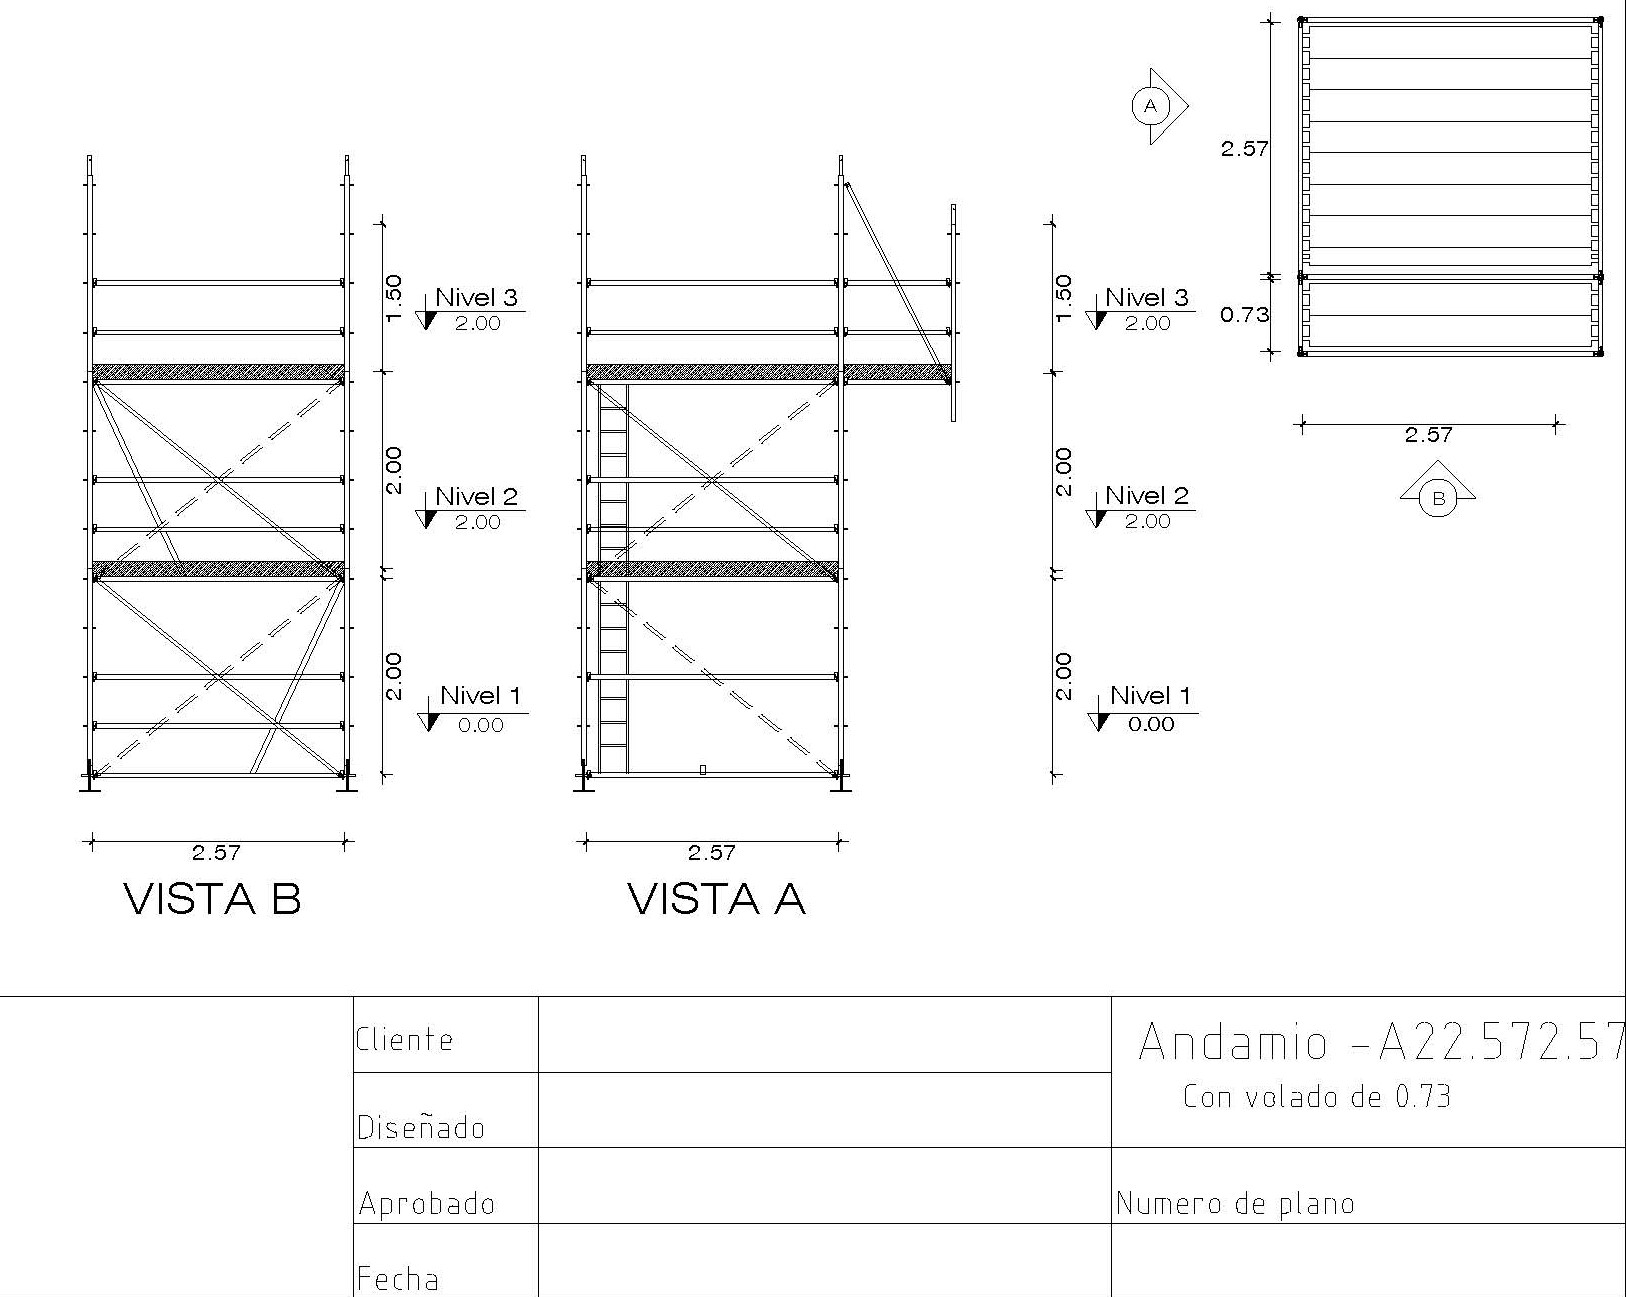 A
2.57
0.73
2.57
B
1.50
Nivel 3
2.00
2.00
Nivel 2
2.00
2.00
Nivel 1
0.00
2.57
VISTA B
1.50
Nivel 3
2.00
2.00
Nivel 2
2.00
2.00
Nivel 1
0.00
2.57
VISTA A
Cliente
Diseñado
Aprobado
Fecha
Andamio -A22.572.57
Con volado de 0.73
Numero de plano